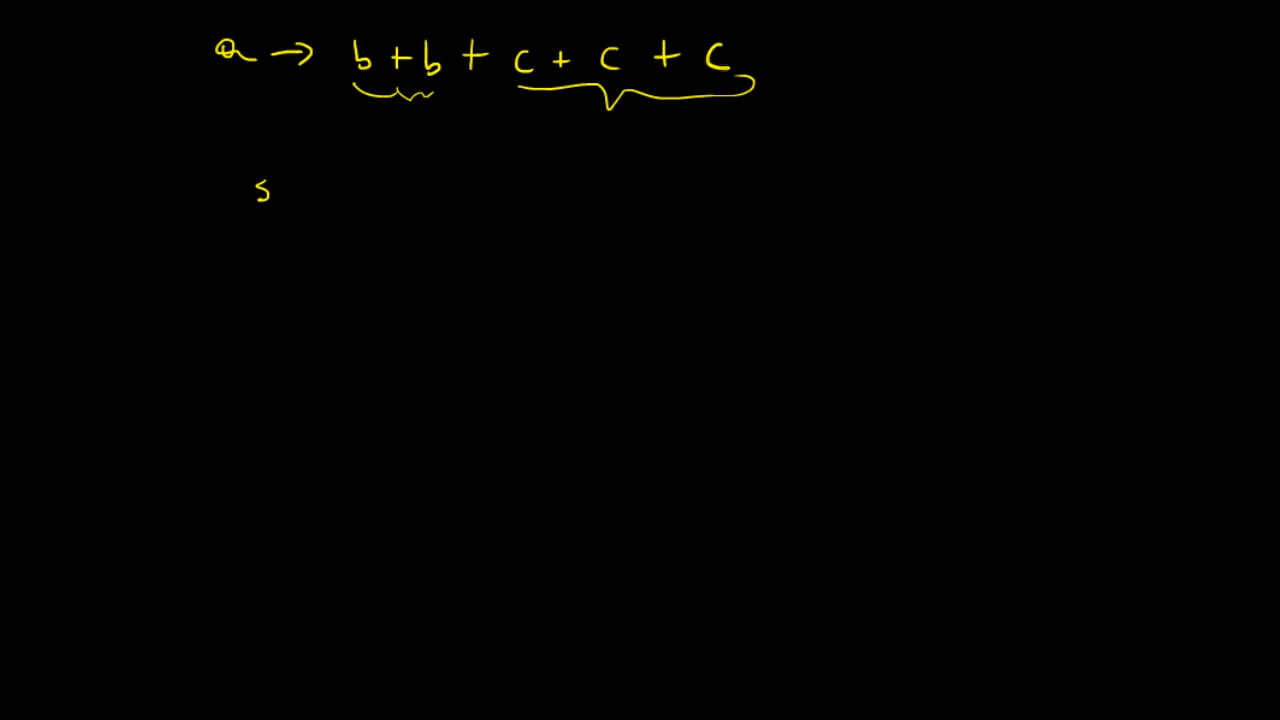 a → b + b + c + c + c
s